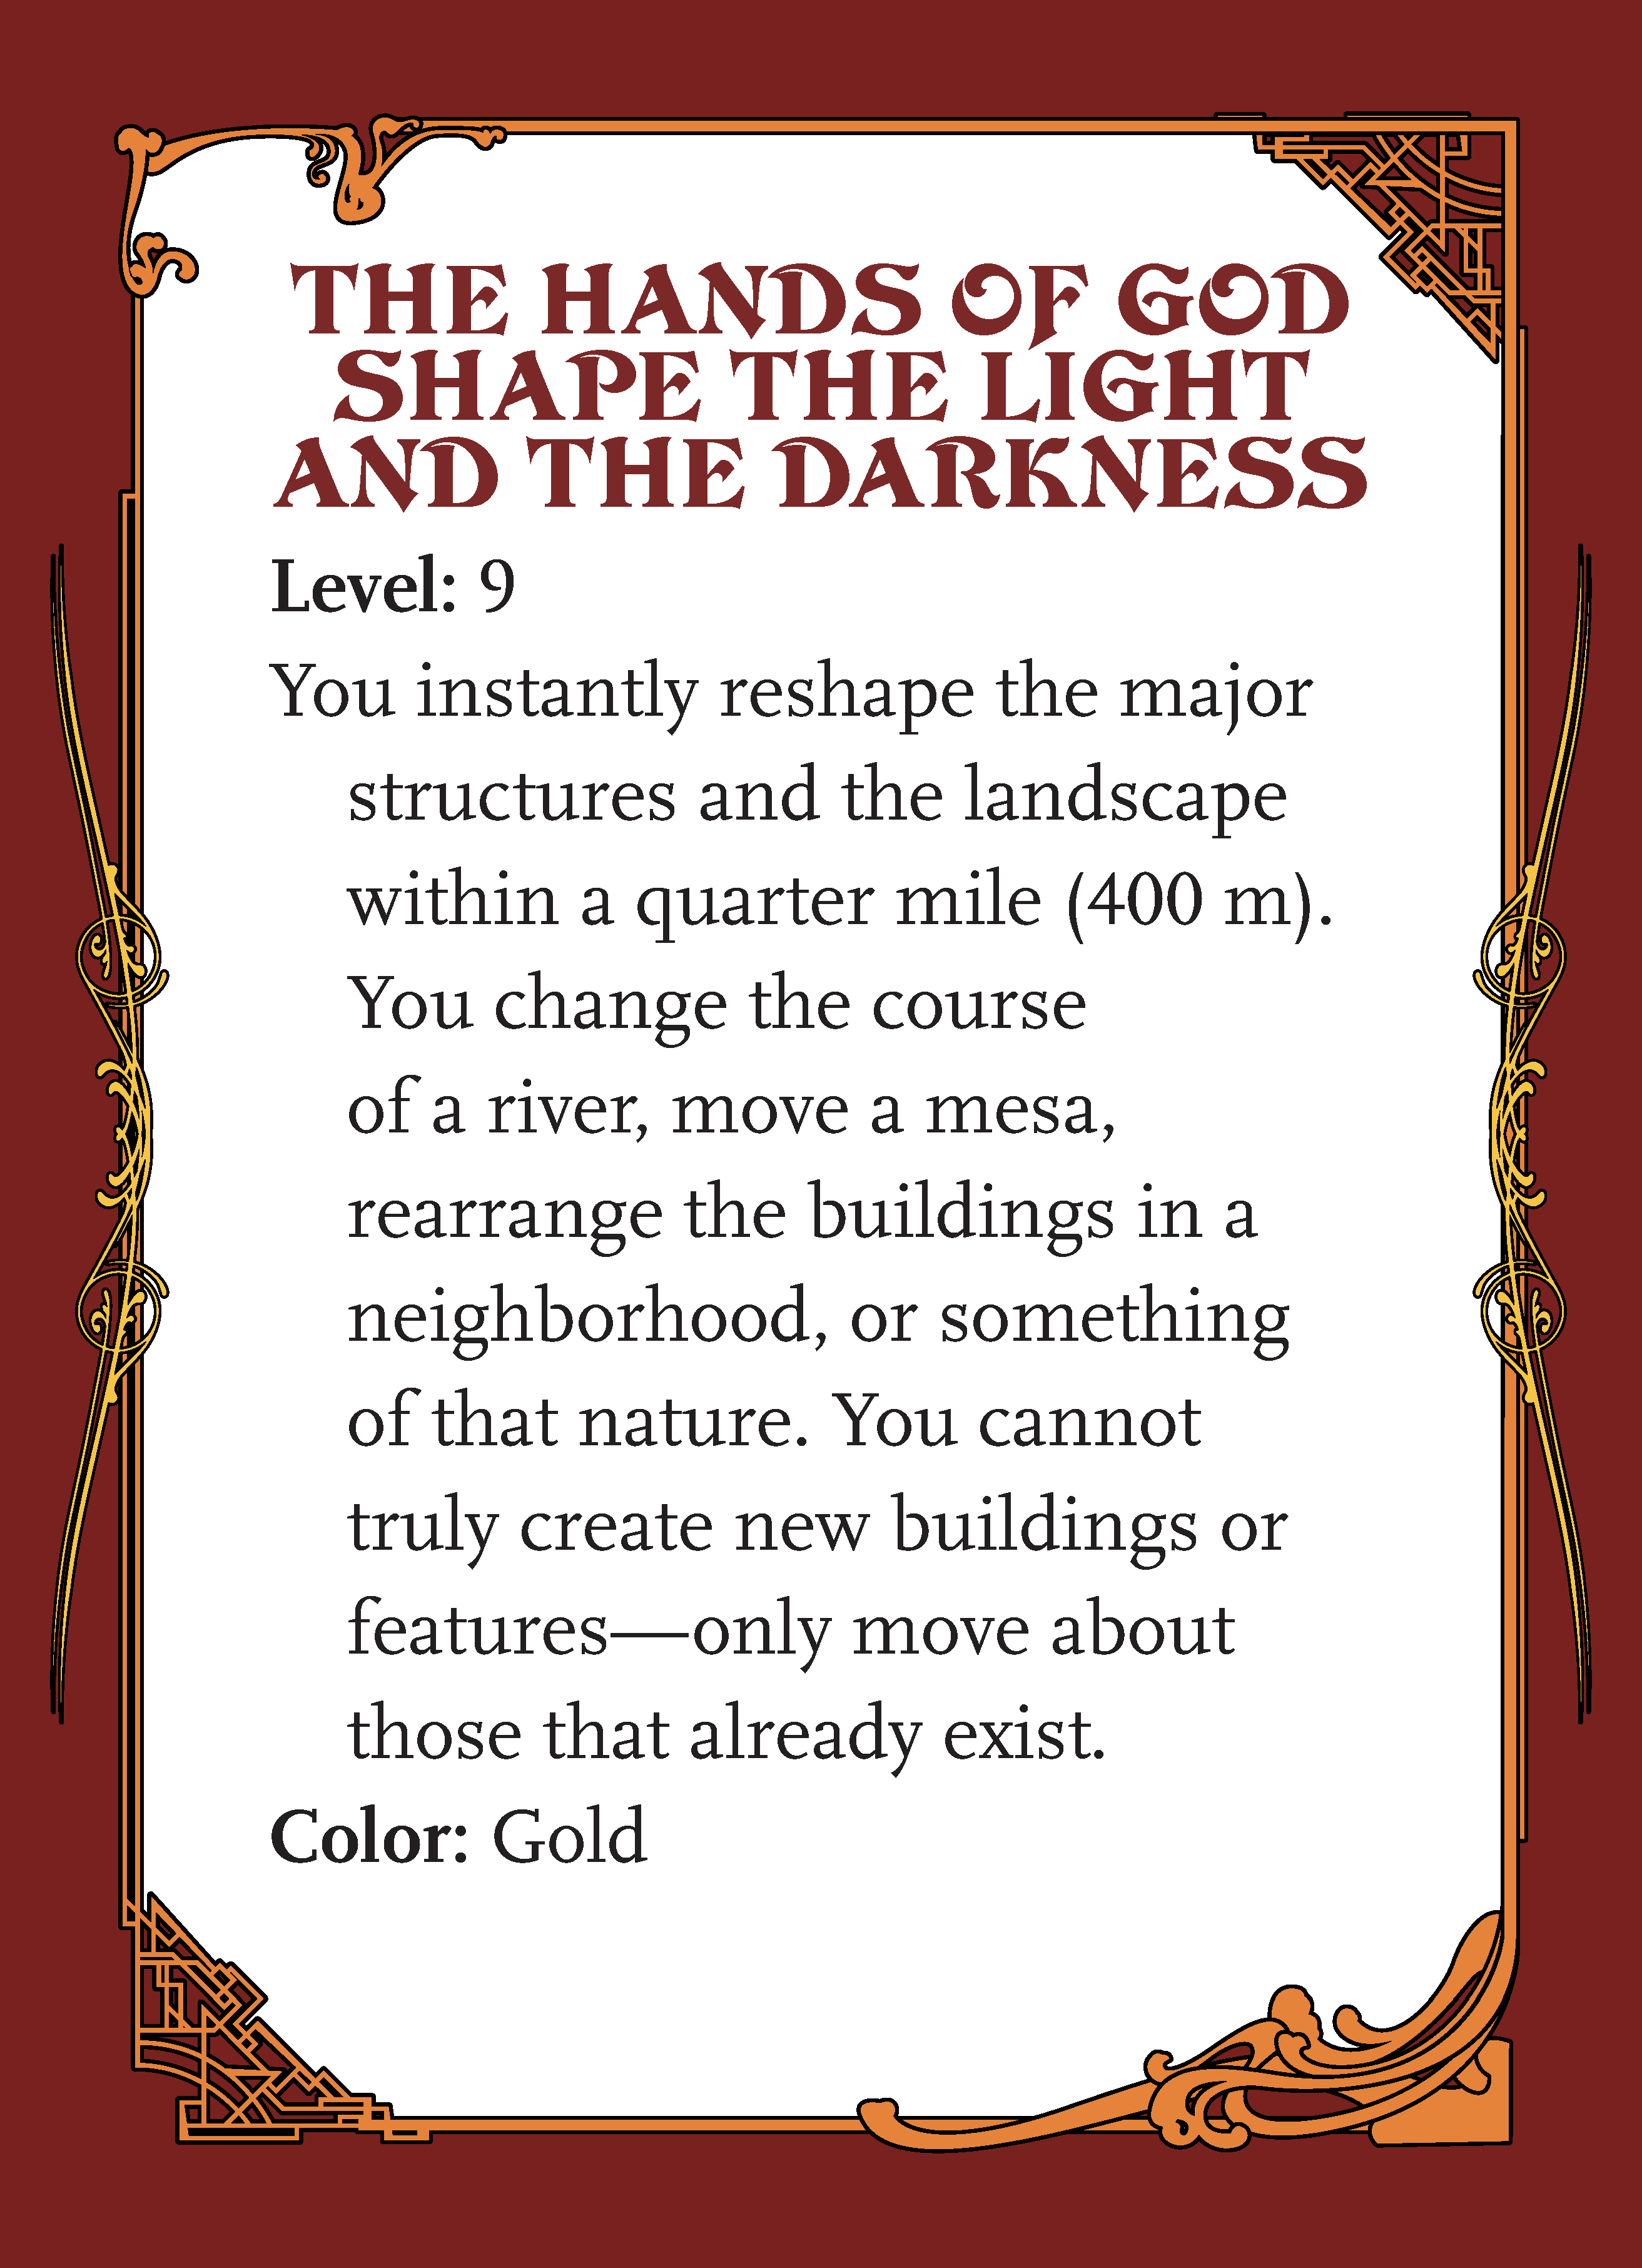 THE HANDS OF GOD
SHAPE THE LIGHT
AND THE DARKNESS
Level: 9
You instantly reshape the major
structures and the landscape
within a quarter mile (400 m).
You change the course
of a river, move a mesa,
rearrange the buildings in a
neighborhood, or something
of that nature. You cannot
truly create new buildings or
features—only move about
those that already exist.
Color: Gold